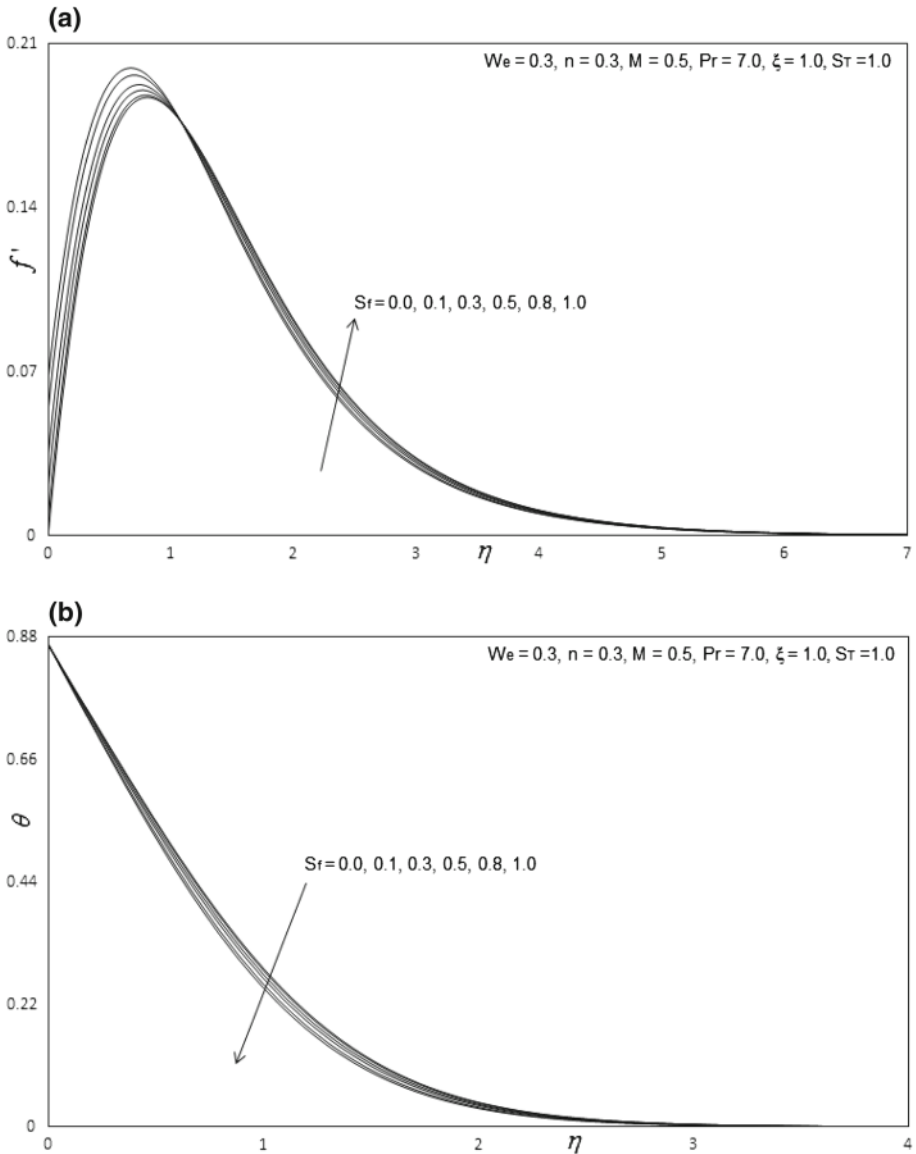 (a)
0.21
We = 0.3, n = 0.3, M = 0.5, Pr = 7.0, ξ = 1.0, ST =1.0
0.14
f'
Sf = 0.0, 0.1, 0.3, 0.5, 0.8, 1.0
0.07
0
0 1 2 3 η 4 5 6 7
(b)
0.88
We = 0.3, n = 0.3, M = 0.5, Pr = 7.0, ξ = 1.0, ST =1.0
0.66
θ
Sf = 0.0, 0.1, 0.3, 0.5, 0.8, 1.0
0.44
0.22
0
0 1 2 η 3 4